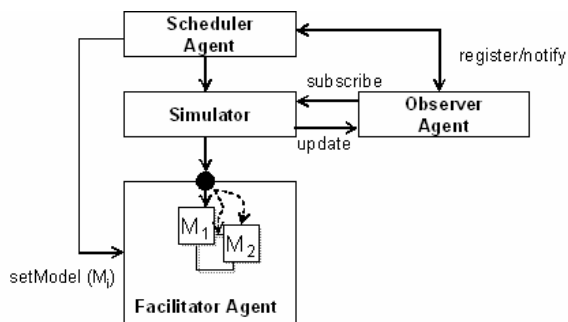 Scheduler
Agent
register/notify
subscribe
Simulator
Observer
Agent
update
M1
M2
setModel (Mi)
Facilitator Agent